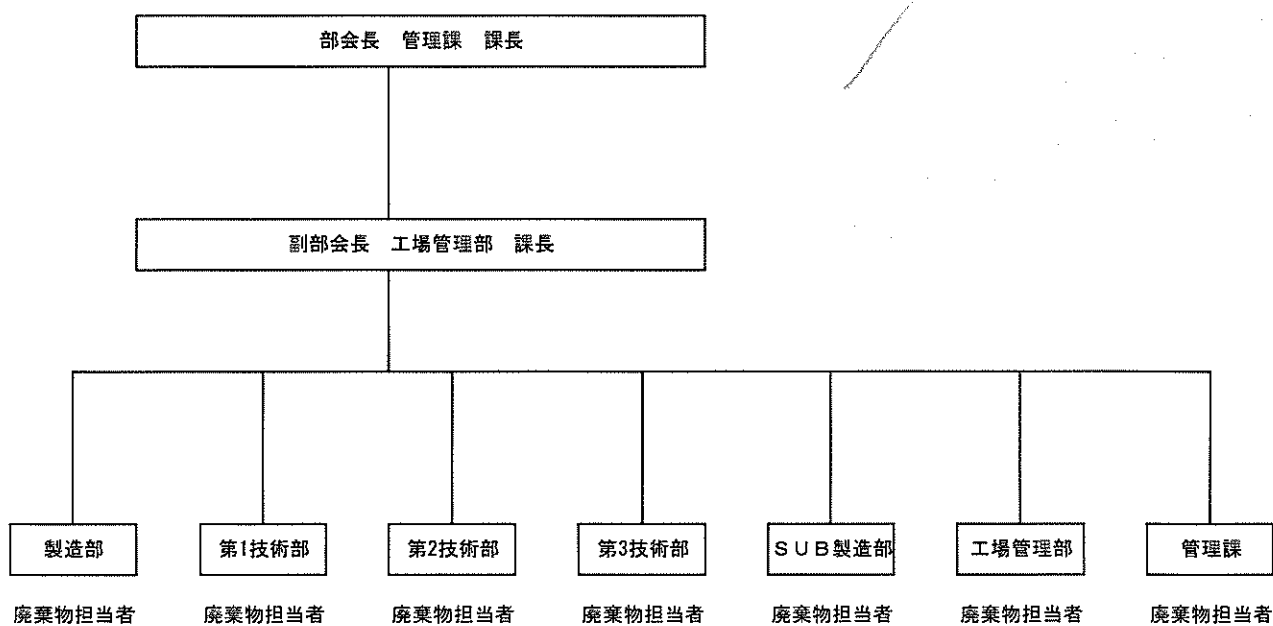 部会長　管理課　課長
副部会長　工場管理部　課長
製造部　第1技術部　第2技術部　第3技術部　ＳＵＢ製造部　工場管理部　管理課
廃棄物担当者　廃棄物担当者　廃棄物担当者　廃棄物担当者　廃棄物担当者　廃棄物担当者　廃棄物担当者